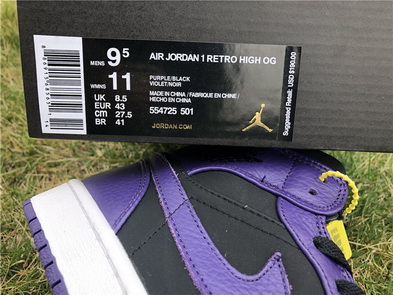 MENS 9 5
WMNS 11
UK 8.5
EUR 43
CM 27.5
BR 41
AIR JORDAN 1 RETRO HIGH OG
PURPLE/BLACK
VIOLET/NOIR
MADE IN CHINA / FABRIQUE EN CHINE /
HECHO EN CHINA
554725 501
JORDAN.COM
Suggested Retail: USD $190.00